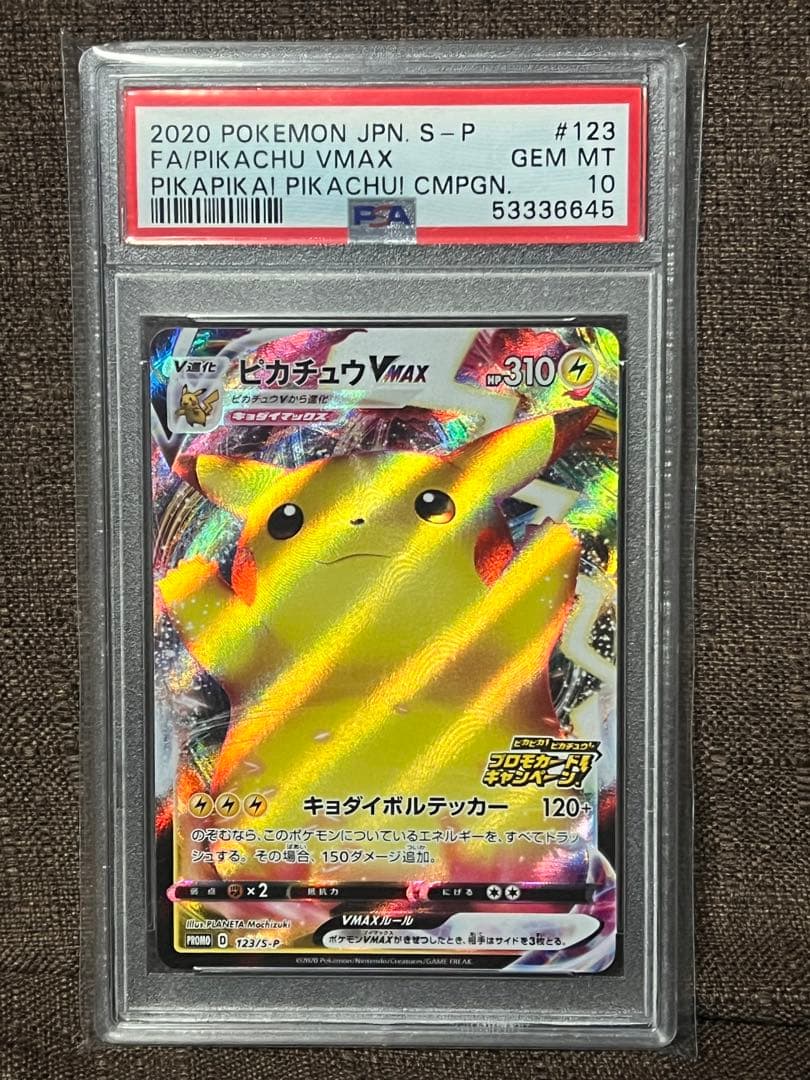 2020 POKEMON JPN. S-P #123
FA/PIKACHU VMAX GEM MT
PIKAPIKA! PIKACHU! CMPGN. 10
PSA 53336645
V進化 ピカチュウVMAX HP310
ピカチュウVから進化
キョダイマックス
ピカピカ!ピカチュウ!
プロモカード
キャンペーン!
キョダイボルテッカー 120+
のぞむなら、このポケモンについているエネルギーを、すべてトラッ
シュする。その場合、150ダメージ追加。
弱点 ×2 抵抗力 にげる
Illus. PLANETA Mochizuki
VMAXルール
PROMO D 123/S-P
ポケモンVMAXがきぜつしたとき、相手はサイドを3枚とる。
©2020 Pokémon/Nintendo/Creatures/GAME FREAK.